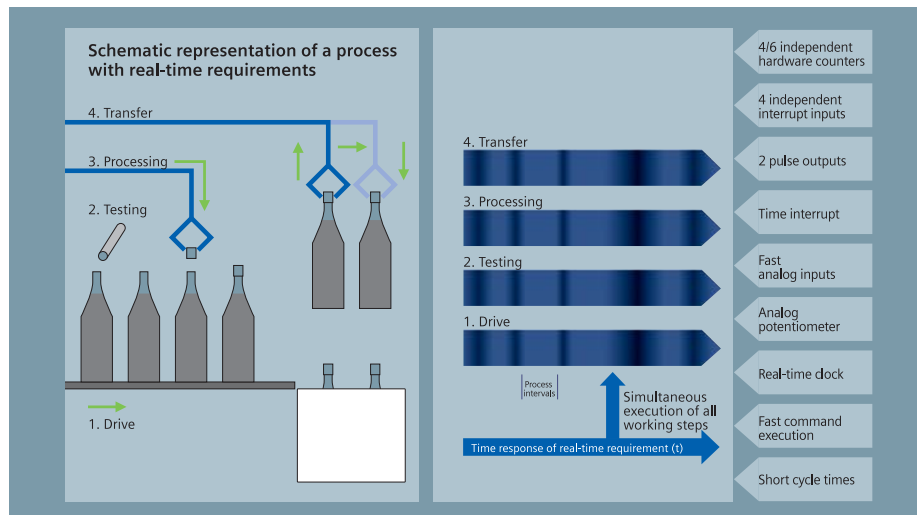 Schematic representation of a process
with real-time requirements
4. Transfer
3. Processing
2. Testing
1. Drive
4. Transfer
3. Processing
2. Testing
1. Drive
Process
intervals
Simultaneous
execution of all
working steps
Time response of real-time requirement (t)
4/6 independent
hardware counters
4 independent
interrupt inputs
2 pulse outputs
Time interrupt
Fast
analog inputs
Analog
potentiometer
Real-time clock
Fast command
execution
Short cycle times